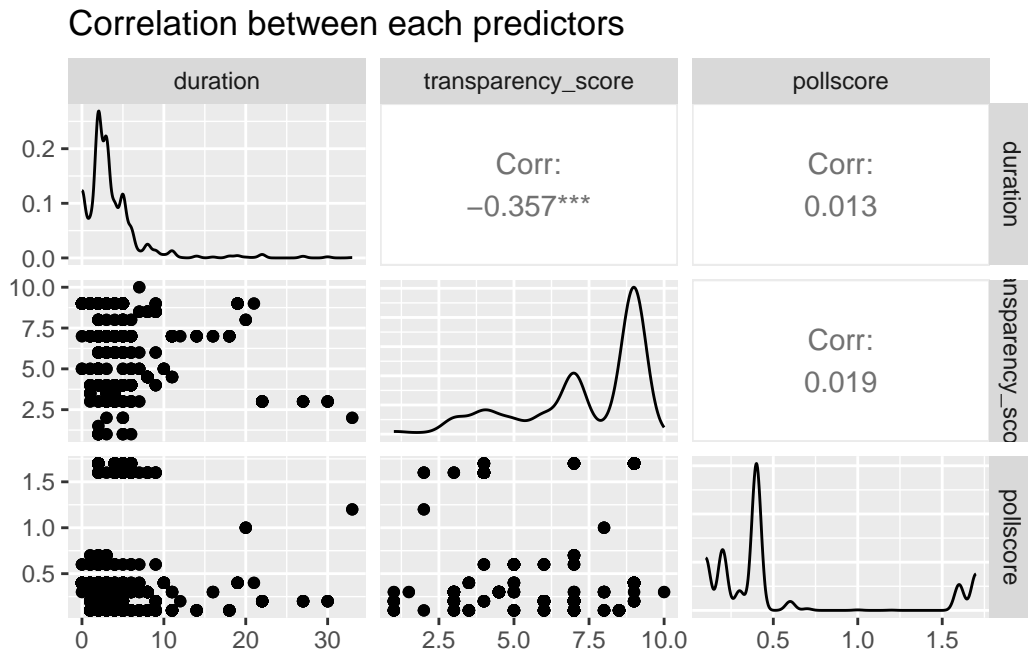 Correlation between each predictors
duration
transparency_score
pollscore
0.2
0.1
0.0
Corr:
−0.357***
Corr:
0.013
duration
10.0
7.5
5.0
2.5
Corr:
0.019
nsparency_sco
1.5
1.0
0.5
pollscore
0
10
20
30
2.5
5.0
7.5
10.0
0.5
1.0
1.5